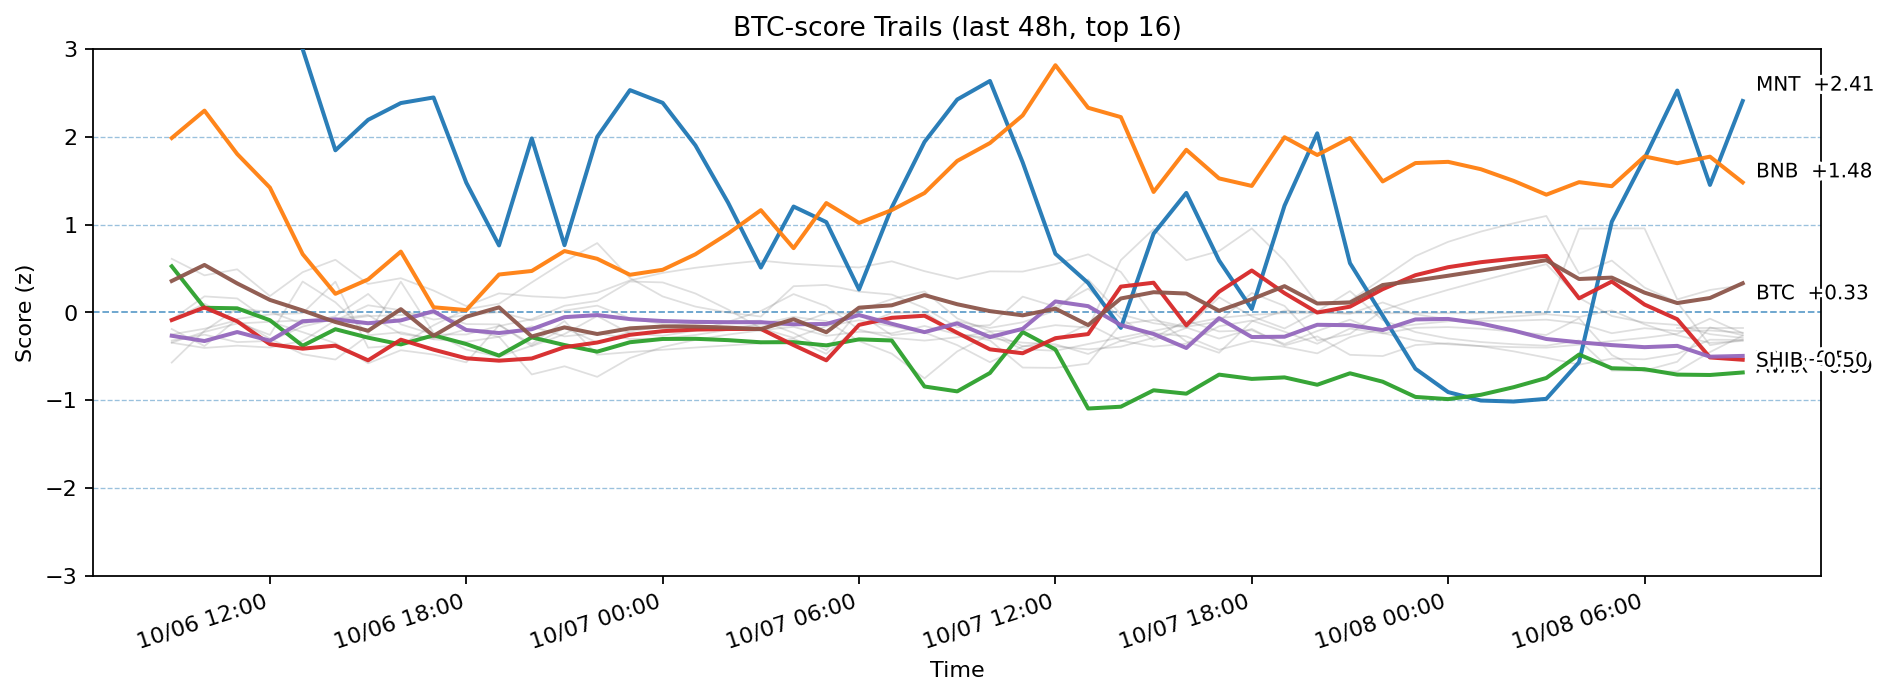 BTC-score Trails (last 48h, top 16)
Score (z)
3
2
1
0
−1
−2
−3
MNT +2.41
BNB +1.48
BTC +0.33
SHIB -0.50
10/06 12:00
10/06 18:00
10/07 00:00
10/07 06:00
10/07 12:00
10/07 18:00
10/08 00:00
10/08 06:00
Time